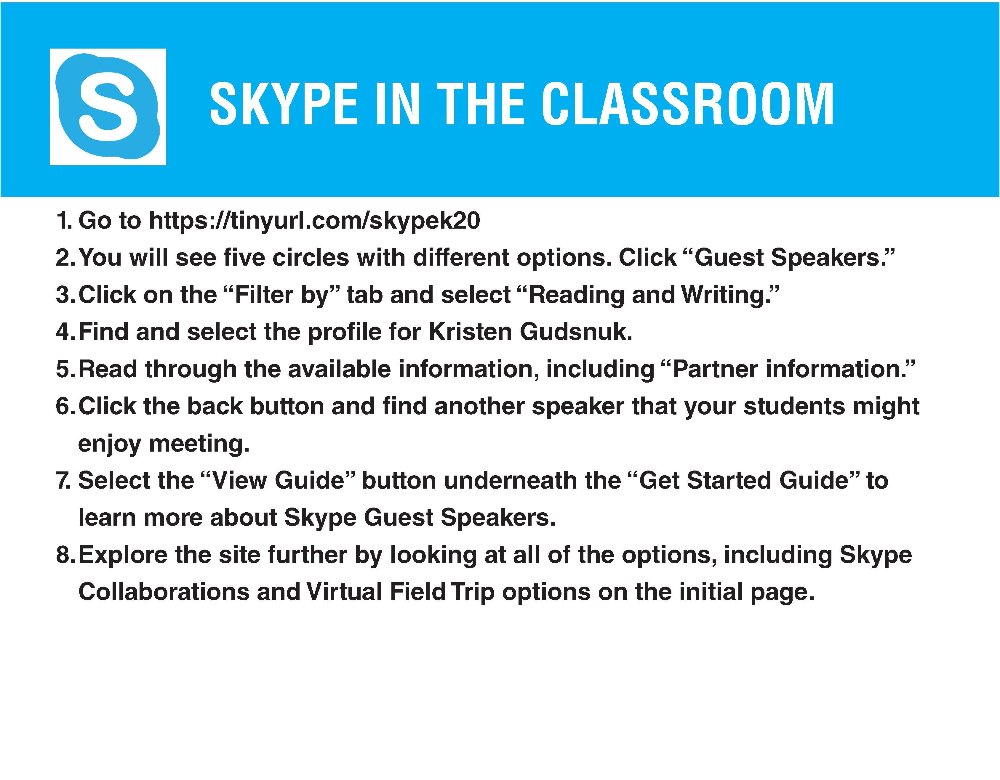 S
SKYPE IN THE CLASSROOM
1. Go to https://tinyurl.com/skypek20
2. You will see five circles with different options. Click “Guest Speakers.”
3. Click on the “Filter by” tab and select “Reading and Writing.”
4. Find and select the profile for Kristen Gudsnuk.
5. Read through the available information, including “Partner information.”
6. Click the back button and find another speaker that your students might
enjoy meeting.
7. Select the “View Guide” button underneath the “Get Started Guide” to
learn more about Skype Guest Speakers.
8. Explore the site further by looking at all of the options, including Skype
Collaborations and Virtual Field Trip options on the initial page.